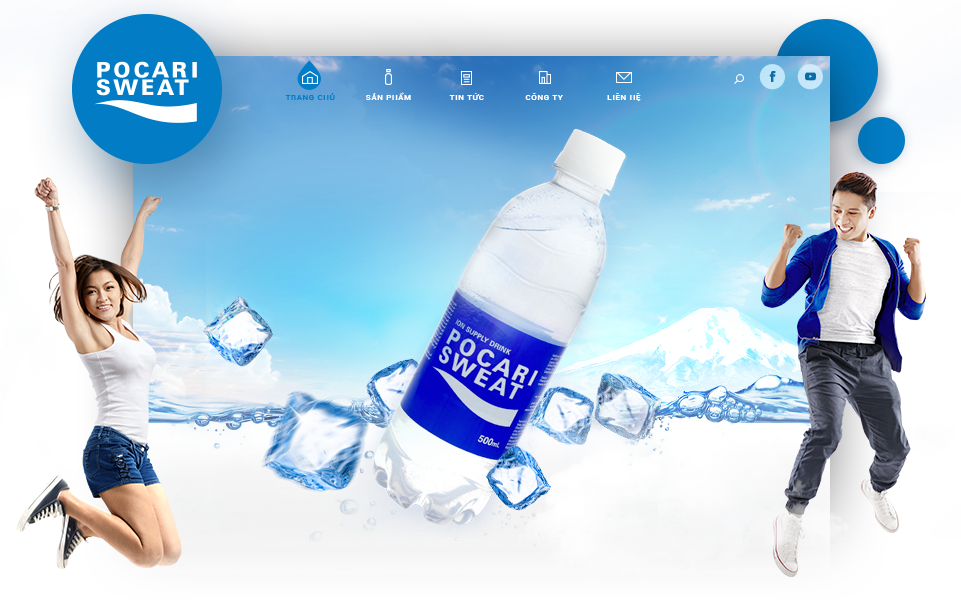 POCARI
SWEAT
TRANG CHỦ
SẢN PHẨM
TIN TỨC
CÔNG TY
LIÊN HỆ
f
ION SUPPLY DRINK
POCARI
SWEAT
500mL